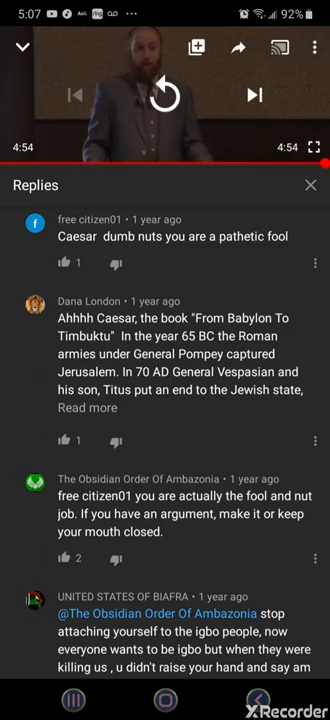 5:07
AoL
ring
92%
4:54
4:54
Replies
f
free citizen01 • 1 year ago
Caesar dumb nuts you are a pathetic fool
1
Dana London • 1 year ago
Ahhhh Caesar, the book "From Babylon To
Timbuktu" In the year 65 BC the Roman
armies under General Pompey captured
Jerusalem. In 70 AD General Vespasian and
his son, Titus put an end to the Jewish state,
Read more
1
The Obsidian Order Of Ambazonia • 1 year ago
free citizen01 you are actually the fool and nut
job. If you have an argument, make it or keep
your mouth closed.
2
UNITED STATES OF BIAFRA • 1 year ago
@The Obsidian Order Of Ambazonia stop
attaching yourself to the igbo people, now
everyone wants to be igbo but when they were
killing us , u didn't raise your hand and say am
XRecorder